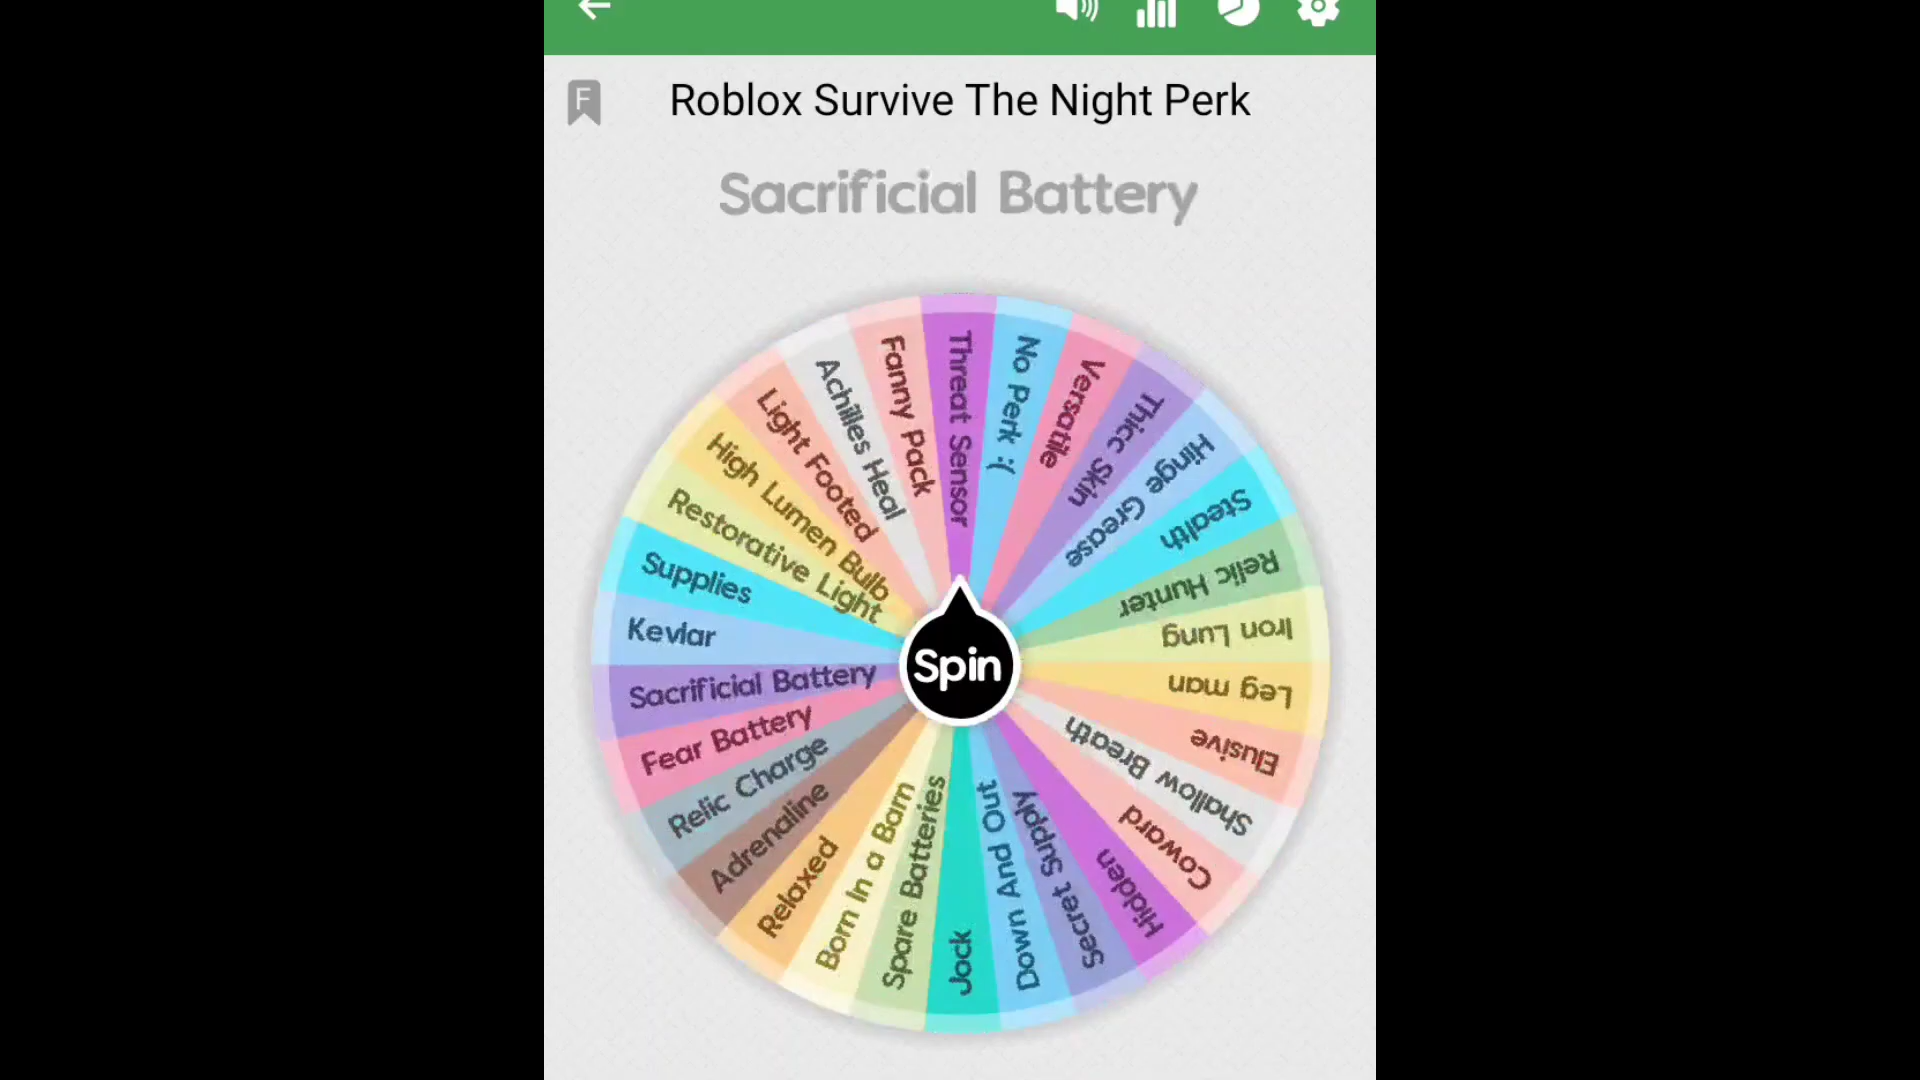 F
Roblox Survive The Night Perk
Sacrificial Battery
Threat Sensor
No Perk :(
Versatile
Thicc Skin
Hinge Grease
Stealth
Relic Hunter
Iron Lung
Leg man
Elusive
Shallow Breath
Coward
Hidden
Secret Supply
Down And Out
Jock
Spare Batteries
Born In a Barn
Relaxed
Adrenaline
Relic Charge
Fear Battery
Sacrificial Battery
Kevlar
Supplies
Restorative Light
High Lumen Bulb
Light Footed
Achilles Heal
Fanny Pack
Spin